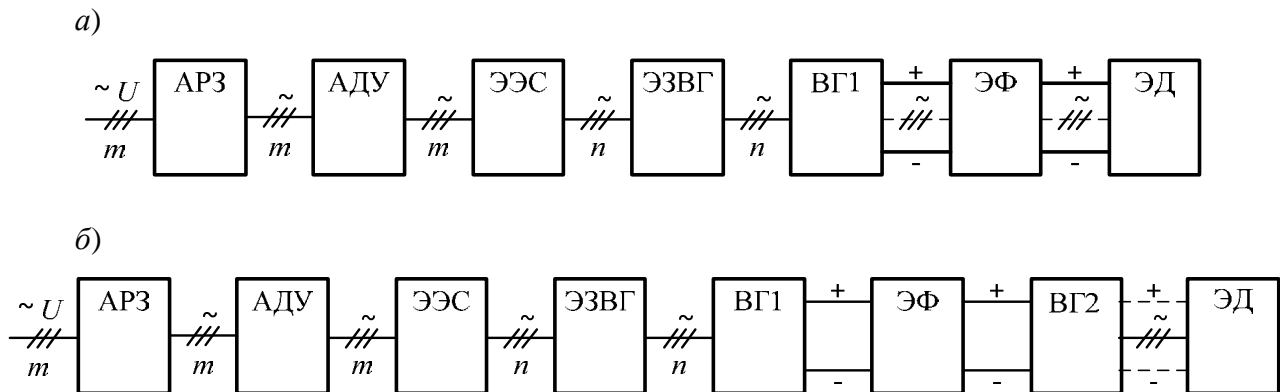 а)
АРЗ АДУ ЭЭС ЭЗВГ ВГ1 + ЭФ + ЭД
~ U ~ ~ ~ ~ ~ ~
m m m n n - -
б)
АРЗ АДУ ЭЭС ЭЗВГ ВГ1 + ЭФ + ВГ2 + ЭД
~ U ~ ~ ~ ~ ~
m m m n n - - -